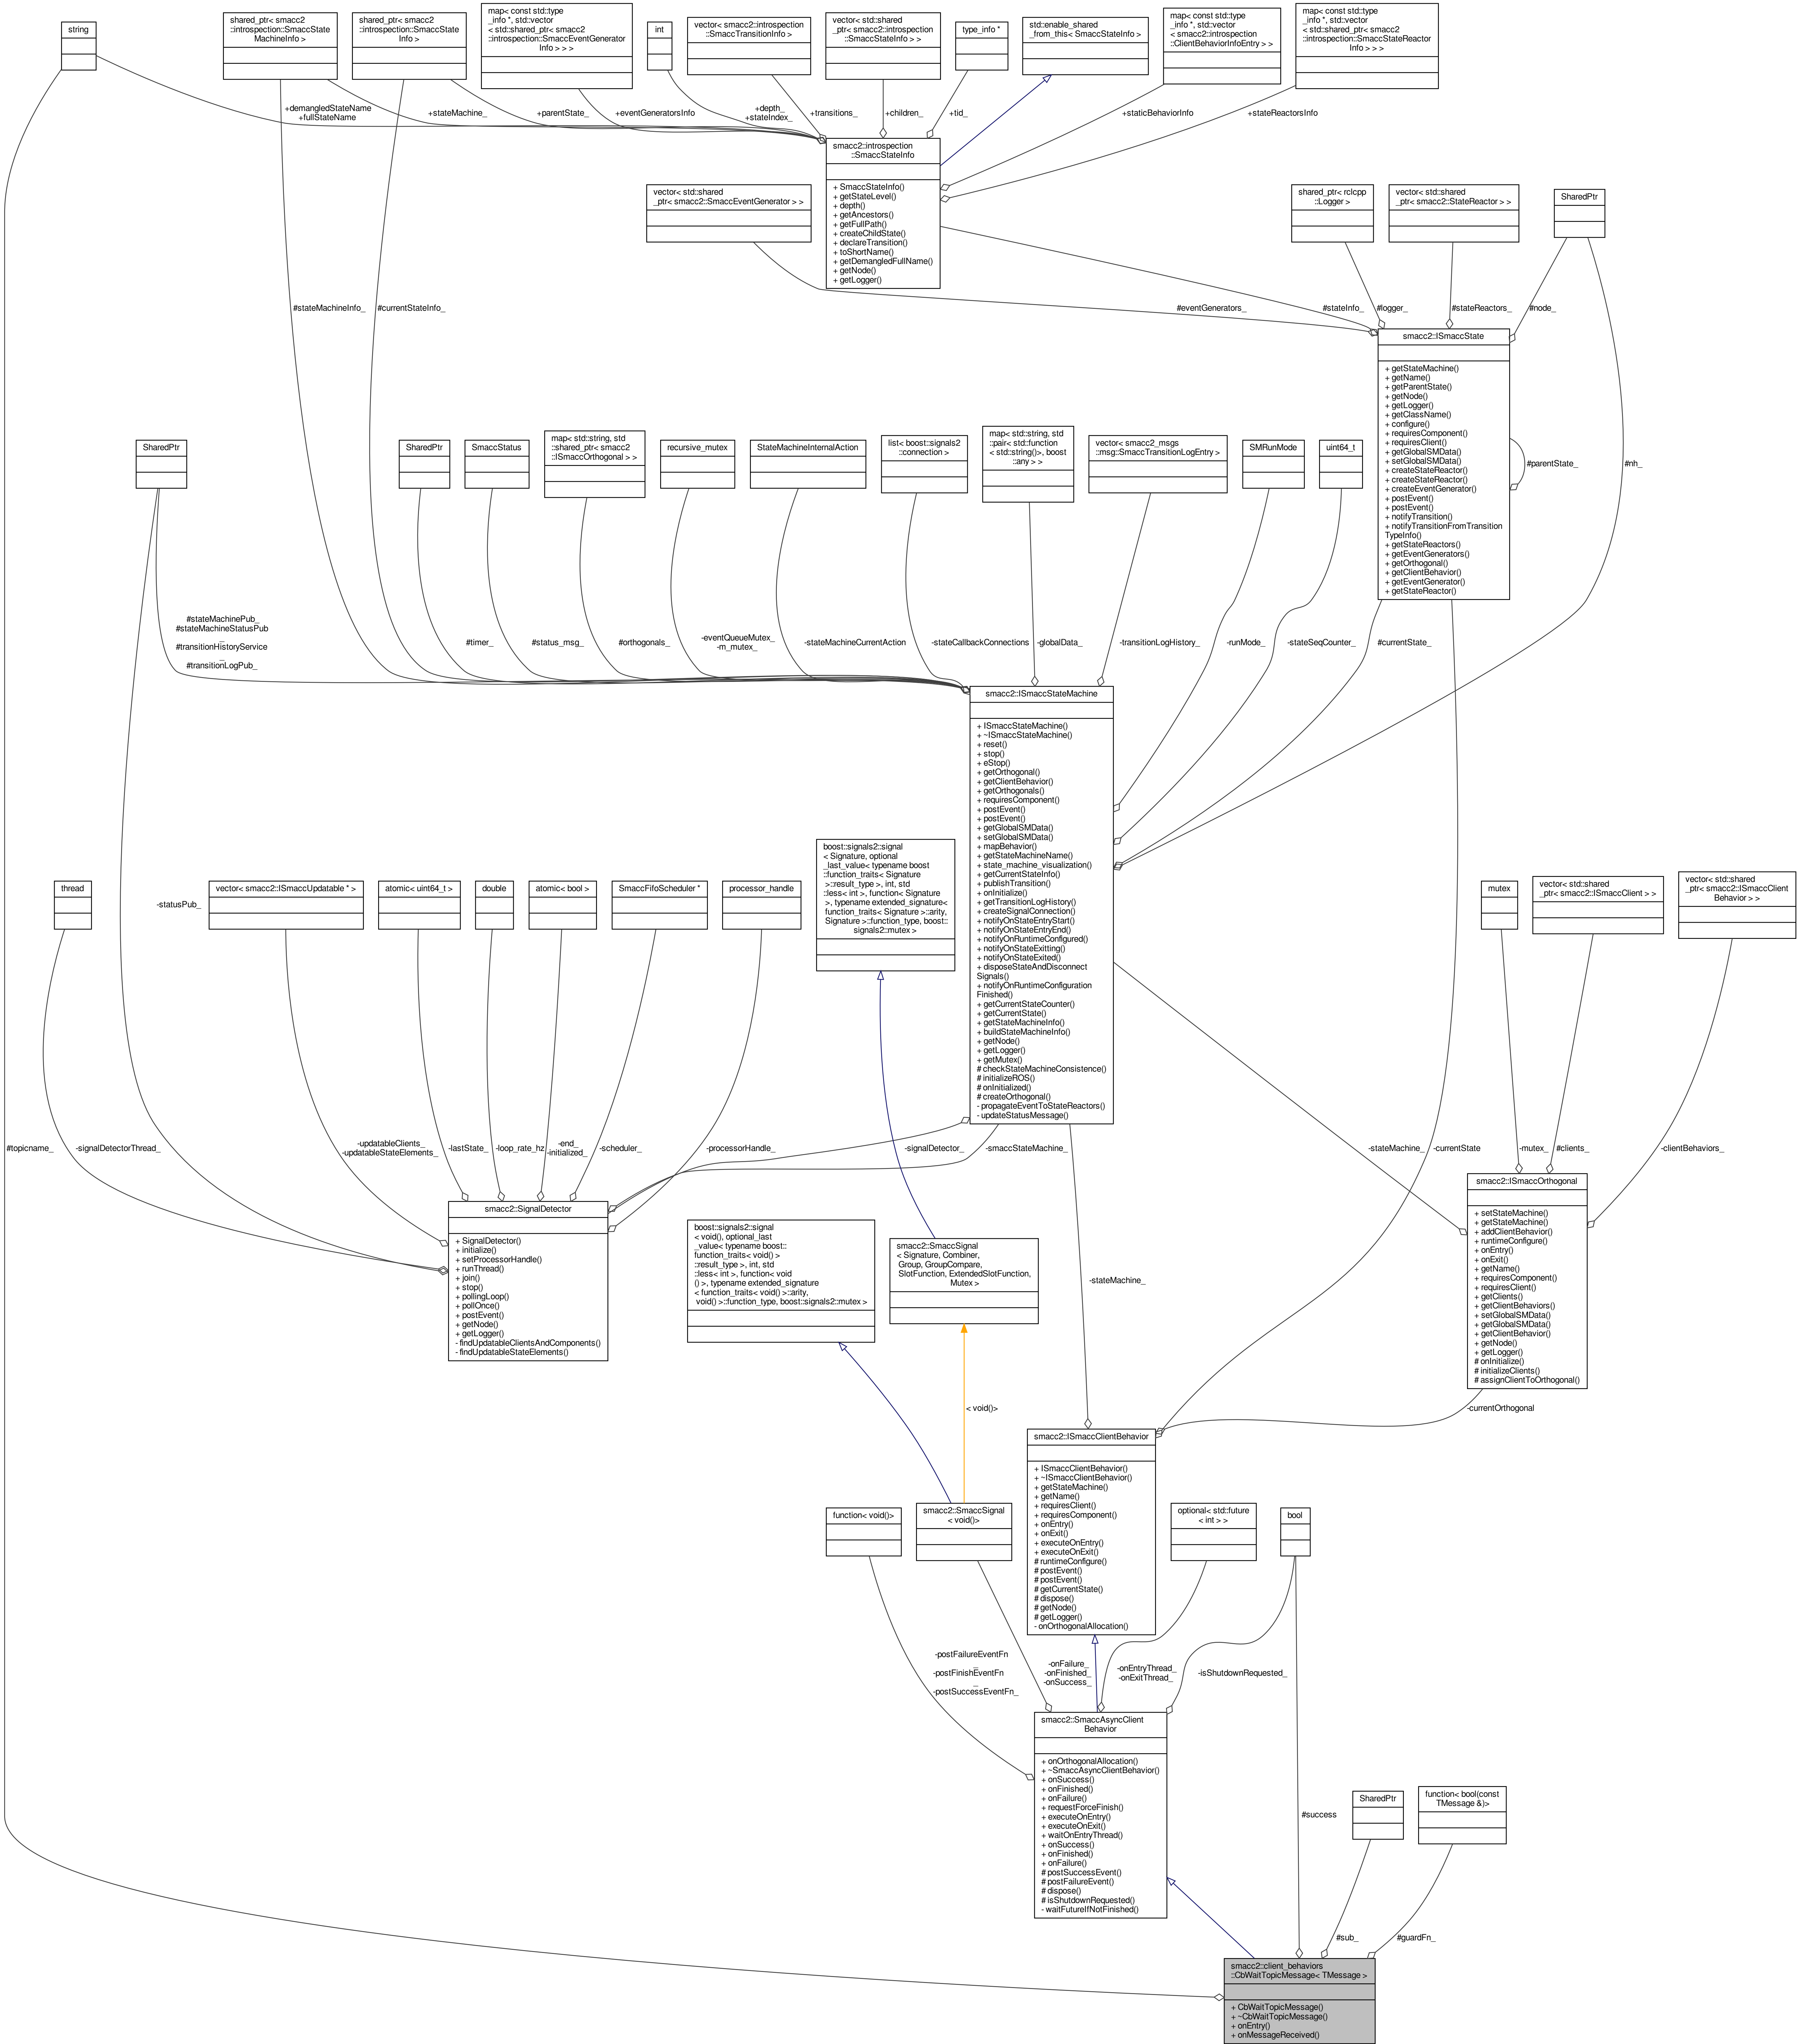 string
shared_ptr< smacc2
::introspection::SmaccState
MachineInfo >
shared_ptr< smacc2
::introspection::SmaccState
Info >
map< const std::type
_info *, std::vector
< std::shared_ptr< smacc2
::introspection::SmaccEventGenerator
Info > > >
int
vector< smacc2::introspection
::SmaccTransitionInfo >
vector< std::shared
_ptr< smacc2::introspection
::SmaccStateInfo > >
type_info *
std::enable_shared
_from_this< SmaccStateInfo >
map< const std::type
_info *, std::vector
< smacc2::introspection
::ClientBehaviorInfoEntry > >
map< const std::type
_info *, std::vector
< std::shared_ptr< smacc2
::introspection::SmaccStateReactor
Info > > >
+demangledStateName
+fullStateName
+stateMachine_
+parentState_
+eventGeneratorsInfo
+depth_
+stateIndex_
+transitions_
+children_
+tid_
+staticBehaviorInfo
+stateReactorsInfo
smacc2::introspection
::SmaccStateInfo
+ SmaccStateInfo()
+ getStateLevel()
+ depth()
+ getAncestors()
+ getFullPath()
+ createChildState()
+ declareTransition()
+ toShortName()
+ getDemangledFullName()
+ getNode()
+ getLogger()
vector< std::shared
_ptr< smacc2::SmaccEventGenerator > >
shared_ptr< rclcpp
::Logger >
vector< std::shared
_ptr< smacc2::StateReactor > >
SharedPtr
#stateMachineInfo_
#currentStateInfo_
#eventGenerators_
#stateInfo_
#logger_
#stateReactors_
#node_
smacc2::ISmaccState
+ getStateMachine()
+ getName()
+ getParentState()
+ getNode()
+ getLogger()
+ getClassName()
+ configure()
+ requiresComponent()
+ requiresClient()
+ getGlobalSMData()
+ setGlobalSMData()
+ createStateReactor()
+ createStateReactor()
+ createEventGenerator()
+ postEvent()
+ postEvent()
+ notifyTransition()
+ notifyTransitionFromTransition
TypeInfo()
+ getStateReactors()
+ getEventGenerators()
+ getOrthogonal()
+ getClientBehavior()
+ getEventGenerator()
+ getStateReactor()
#parentState_
#nh_
SharedPtr
SharedPtr
SmaccStatus
map< std::string, std
::shared_ptr< smacc2
::ISmaccOrthogonal > >
recursive_mutex
StateMachineInternalAction
list< boost::signals2
::connection >
map< std::string, std
::pair< std::function
< std::string()>, boost
::any > >
vector< smacc2_msgs
::msg::SmaccTransitionLogEntry >
SMRunMode
uint64_t
#stateMachinePub_
#stateMachineStatusPub
_
#transitionHistoryService
_
#transitionLogPub_
#timer_
#status_msg_
#orthogonals_
-eventQueueMutex_
-m_mutex_
-stateMachineCurrentAction
-stateCallbackConnections
-globalData_
-transitionLogHistory_
-runMode_
-stateSeqCounter_
#currentState_
smacc2::ISmaccStateMachine
+ ISmaccStateMachine()
+ ~ISmaccStateMachine()
+ reset()
+ stop()
+ eStop()
+ getOrthogonal()
+ getClientBehavior()
+ getOrthogonals()
+ requiresComponent()
+ postEvent()
+ postEvent()
+ getGlobalSMData()
+ setGlobalSMData()
+ mapBehavior()
+ getStateMachineName()
+ state_machine_visualization()
+ getCurrentStateInfo()
+ publishTransition()
+ onInitialize()
+ getTransitionLogHistory()
+ createSignalConnection()
+ notifyOnStateEntryStart()
+ notifyOnStateEntryEnd()
+ notifyOnRuntimeConfigured()
+ notifyOnStateExitting()
+ notifyOnStateExited()
+ disposeStateAndDisconnect
Signals()
+ notifyOnRuntimeConfiguration
Finished()
+ getCurrentStateCounter()
+ getCurrentState()
+ getStateMachineInfo()
+ buildStateMachineInfo()
+ getNode()
+ getLogger()
+ getMutex()
# checkStateMachineConsistence()
# initializeROS()
# onInitialized()
# createOrthogonal()
- propagateEventToStateReactors()
- updateStatusMessage()
boost::signals2::signal
< Signature, optional
_last_value< typename boost
::function_traits< Signature
>::result_type >, int, std
::less< int >, function< Signature
>, typename extended_signature<
function_traits< Signature >::arity,
Signature >::function_type, boost::
signals2::mutex >
thread
-statusPub_
vector< smacc2::ISmaccUpdatable * >
atomic< uint64_t >
double
atomic< bool >
SmaccFifoScheduler *
processor_handle
mutex
vector< std::shared
_ptr< smacc2::ISmaccClient > >
vector< std::shared
_ptr< smacc2::ISmaccClient
Behavior > >
#topicname_
-signalDetectorThread_
-updatableClients_
-updatableStateElements_
-lastState_
-loop_rate_hz_
-end_
-initialized_
-scheduler_
-processorHandle_
-signalDetector_
-smaccStateMachine_
-stateMachine_
-currentState
-mutex_
#clients_
-clientBehaviors_
smacc2::SignalDetector
+ SignalDetector()
+ initialize()
+ setProcessorHandle()
+ runThread()
+ join()
+ stop()
+ pollingLoop()
+ pollOnce()
+ postEvent()
+ getNode()
+ getLogger()
- findUpdatableClientsAndComponents()
- findUpdatableStateElements()
smacc2::ISmaccOrthogonal
+ setStateMachine()
+ getStateMachine()
+ addClientBehavior()
+ runtimeConfigure()
+ onEntry()
+ onExit()
+ getName()
+ requiresComponent()
+ requiresClient()
+ getClients()
+ getClientBehaviors()
+ setGlobalSMData()
+ getGlobalSMData()
+ getClientBehavior()
+ getNode()
+ getLogger()
# onInitialize()
# initializeClients()
# assignClientToOrthogonal()
boost::signals2::signal
< void(), optional_last
_value< typename boost::
function_traits< void() >
::result_type >, int, std
::less< int >, function< void
() >, typename extended_signature
< function_traits< void() >::arity,
void() >::function_type, boost::signals2::mutex >
smacc2::SmaccSignal
< Signature, Combiner,
Group, GroupCompare,
SlotFunction, ExtendedSlotFunction,
Mutex >
-stateMachine_
< void()>
-currentOrthogonal
smacc2::ISmaccClientBehavior
+ ISmaccClientBehavior()
+ ~ISmaccClientBehavior()
+ getStateMachine()
+ getName()
+ requiresClient()
+ requiresComponent()
+ onEntry()
+ onExit()
+ executeOnEntry()
+ executeOnExit()
# runtimeConfigure()
# postEvent()
# postEvent()
# getCurrentState()
# dispose()
# getNode()
# getLogger()
- onOrthogonalAllocation()
function< void()>
smacc2::SmaccSignal
< void()>
optional< std::future
< int > >
bool
-postFailureEventFn
_
-postFinishEventFn
_
-postSuccessEventFn_
-onFailure_
-onFinished_
-onSuccess_
-onEntryThread_
-onExitThread_
-isShutdownRequested_
smacc2::SmaccAsyncClient
Behavior
+ onOrthogonalAllocation()
+ ~SmaccAsyncClientBehavior()
+ onSuccess()
+ onFinished()
+ onFailure()
+ requestForceFinish()
+ executeOnEntry()
+ executeOnExit()
+ waitOnEntryThread()
+ onSuccess()
+ onFinished()
+ onFailure()
# postSuccessEvent()
# postFailureEvent()
# dispose()
# isShutdownRequested()
- waitFutureIfNotFinished()
SharedPtr
function< bool(const
TMessage &)>
#success
#sub_
#guardFn_
smacc2::client_behaviors
::CbWaitTopicMessage< TMessage >
+ CbWaitTopicMessage()
+ ~CbWaitTopicMessage()
+ onEntry()
+ onMessageReceived()